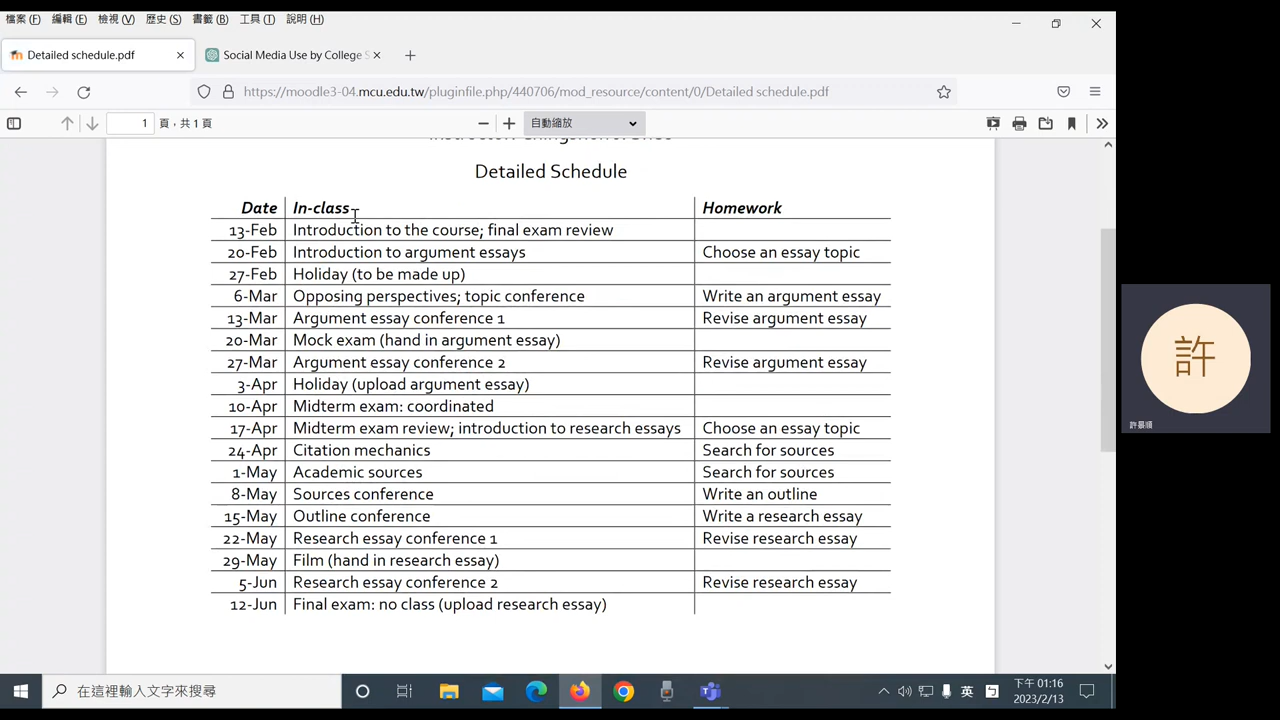 檔案 (F) 編輯 (E) 檢視 (V) 歷史 (S) 書籤 (B) 工具 (T) 說明 (H)
Detailed schedule.pdf
Social Media Use by College S
https://moodle3-04.mcu.edu.tw/pluginfile.php/440706/mod_resource/content/0/Detailed schedule.pdf
1 頁，共 1 頁
自動縮放
Detailed Schedule
Date In-class Homework
13-Feb Introduction to the course; final exam review
20-Feb Introduction to argument essays Choose an essay topic
27-Feb Holiday (to be made up)
6-Mar Opposing perspectives; topic conference Write an argument essay
13-Mar Argument essay conference 1 Revise argument essay
20-Mar Mock exam (hand in argument essay)
27-Mar Argument essay conference 2 Revise argument essay
3-Apr Holiday (upload argument essay)
10-Apr Midterm exam: coordinated
17-Apr Midterm exam review; introduction to research essays Choose an essay topic
24-Apr Citation mechanics Search for sources
1-May Academic sources Search for sources
8-May Sources conference Write an outline
15-May Outline conference Write a research essay
22-May Research essay conference 1 Revise research essay
29-May Film (hand in research essay)
5-Jun Research essay conference 2 Revise research essay
12-Jun Final exam: no class (upload research essay)
許
許景順
在這裡輸入文字來搜尋
英
下午 01:16
2023/2/13